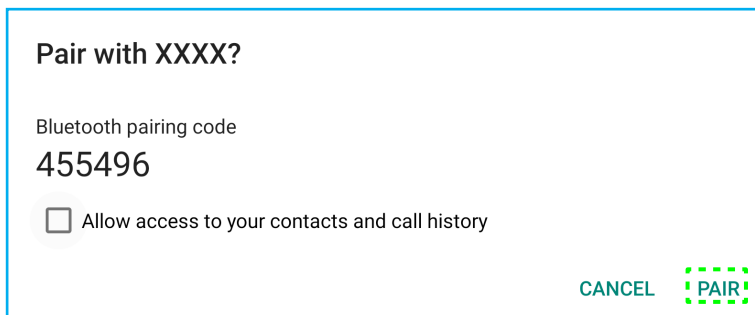 Pair with XXXX?
Bluetooth pairing code
455496
Allow access to your contacts and call history
CANCEL PAIR